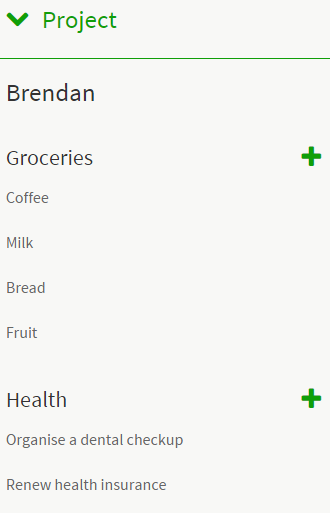 Project
Brendan
Groceries
Coffee
Milk
Bread
Fruit
Health
Organise a dental checkup
Renew health insurance